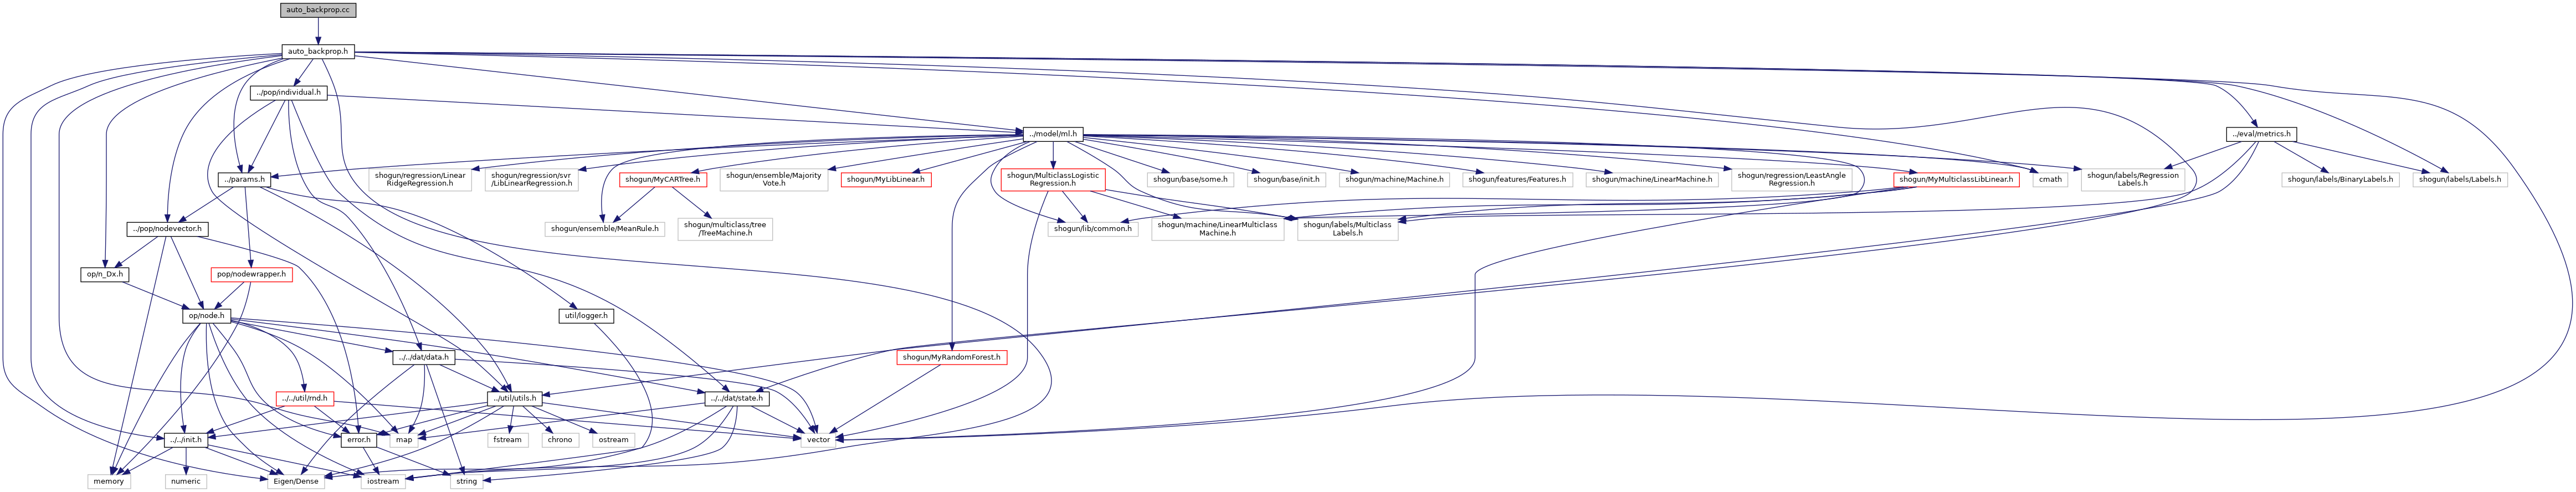 auto_backprop.cc
auto_backprop.h
../pop/individual.h
../model/ml.h
../eval/metrics.h
../params.h
shogun/regression/Linear
RidgeRegression.h
shogun/regression/svr
/LibLinearRegression.h
shogun/MyCARTree.h
shogun/ensemble/Majority
Vote.h
shogun/MyLibLinear.h
shogun/MulticlassLogistic
Regression.h
shogun/base/some.h
shogun/base/init.h
shogun/machine/Machine.h
shogun/features/Features.h
shogun/machine/LinearMachine.h
shogun/regression/LeastAngle
Regression.h
shogun/MyMulticlassLibLinear.h
cmath
shogun/labels/Regression
Labels.h
shogun/labels/BinaryLabels.h
shogun/labels/Labels.h
../pop/nodevector.h
shogun/ensemble/MeanRule.h
shogun/multiclass/tree
/TreeMachine.h
shogun/lib/common.h
shogun/machine/LinearMulticlass
Machine.h
shogun/labels/Multiclass
Labels.h
op/n_Dx.h
pop/nodewrapper.h
op/node.h
util/logger.h
../../dat/data.h
shogun/MyRandomForest.h
../../util/rnd.h
../util/utils.h
../../dat/state.h
../../init.h
error.h
map
fstream
chrono
ostream
vector
memory
numeric
Eigen/Dense
iostream
string